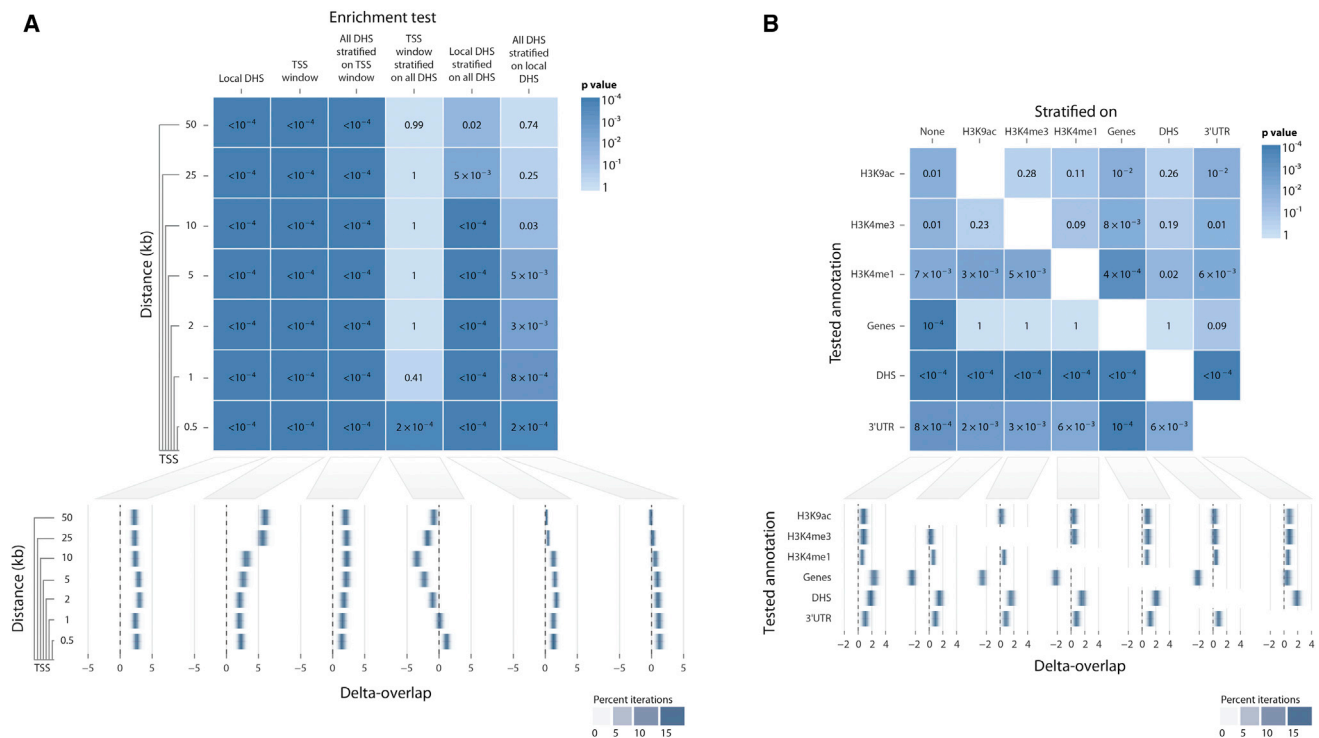 A
Enrichment test
Local DHS
TSS
window
All DHS
stratified
on TSS
window
TSS
window
stratified
on all DHS
Local DHS
stratified
on all DHS
All DHS
stratified
on local
DHS
p value
10⁻⁴
10⁻³
10⁻²
10⁻¹
1
Distance (kb)
50 <10⁻⁴ <10⁻⁴ <10⁻⁴ 0.99 0.02 0.74
25 <10⁻⁴ <10⁻⁴ <10⁻⁴ 1 5 × 10⁻³ 0.25
10 <10⁻⁴ <10⁻⁴ <10⁻⁴ 1 <10⁻⁴ 0.03
5 <10⁻⁴ <10⁻⁴ <10⁻⁴ 1 <10⁻⁴ 5 × 10⁻³
2 <10⁻⁴ <10⁻⁴ <10⁻⁴ 1 <10⁻⁴ 3 × 10⁻³
1 <10⁻⁴ <10⁻⁴ <10⁻⁴ 0.41 <10⁻⁴ 8 × 10⁻⁴
0.5 <10⁻⁴ <10⁻⁴ <10⁻⁴ 2 × 10⁻⁴ <10⁻⁴ 2 × 10⁻⁴
TSS
Distance (kb)
50
25
10
5
2
1
0.5
TSS
−5 0 5 −5 0 5 −5 0 5 −5 0 5 −5 0 5 −5 0 5
Delta-overlap
Percent iterations
0 5 10 15
B
Stratified on
None H3K9ac H3K4me3 H3K4me1 Genes DHS 3'UTR
p value
10⁻⁴
10⁻³
10⁻²
10⁻¹
1
Tested annotation
H3K9ac 0.01 0.28 0.11 10⁻² 0.26 10⁻²
H3K4me3 0.01 0.23 0.09 8 × 10⁻³ 0.19 0.01
H3K4me1 7 × 10⁻³ 3 × 10⁻³ 5 × 10⁻³ 4 × 10⁻⁴ 0.02 6 × 10⁻³
Genes 10⁻⁴ 1 1 1 1 0.09
DHS <10⁻⁴ <10⁻⁴ <10⁻⁴ <10⁻⁴ <10⁻⁴ <10⁻⁴
3'UTR 8 × 10⁻⁴ 2 × 10⁻³ 3 × 10⁻³ 6 × 10⁻³ 10⁻⁴ 6 × 10⁻³
Tested annotation
H3K9ac
H3K4me3
H3K4me1
Genes
DHS
3'UTR
−2 0 2 4 −2 0 2 4 −2 0 2 4 −2 0 2 4 −2 0 2 4 −2 0 2 4 −2 0 2 4
Delta-overlap
Percent iterations
0 5 10 15